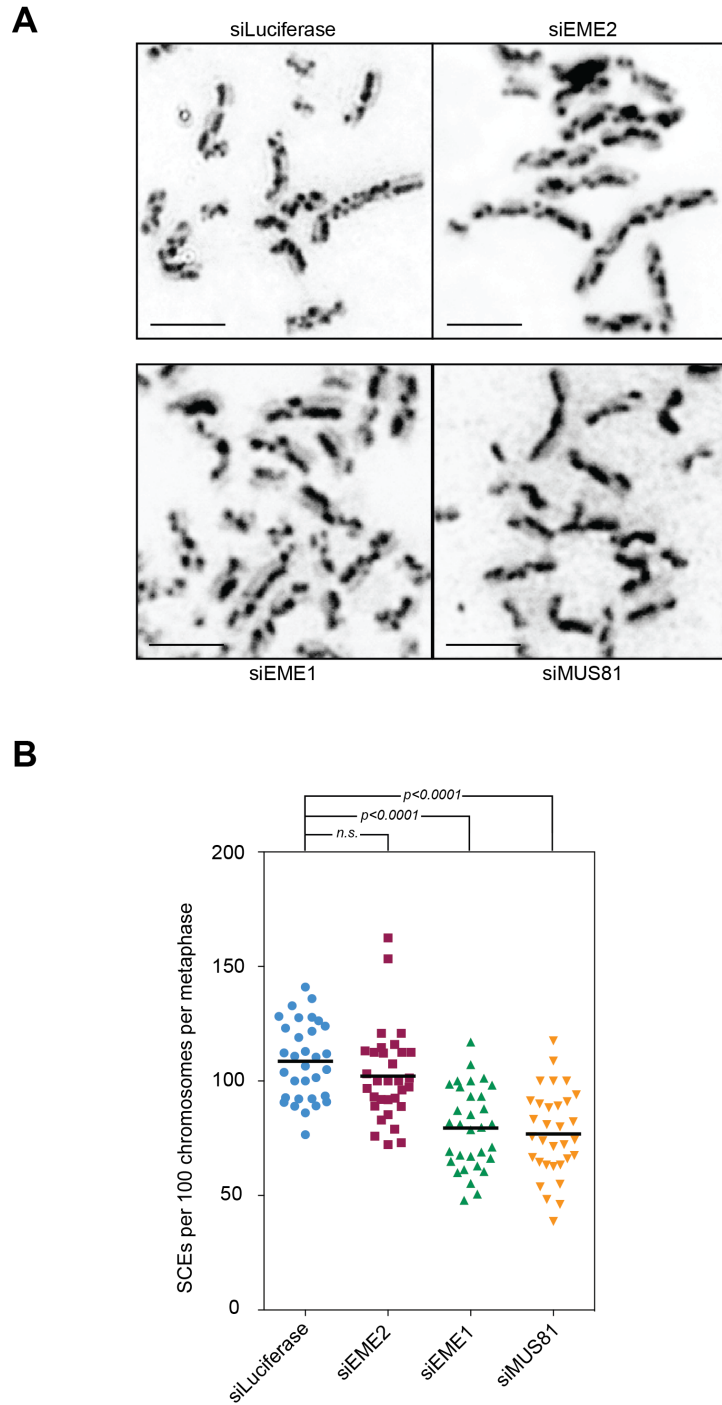 A
siLuciferase
siEME2
siEME1
siMUS81
B
p<0.0001
p<0.0001
n.s.
200
150
100
50
0
SCEs per 100 chromosomes per metaphase
siLuciferase
siEME2
siEME1
siMUS81